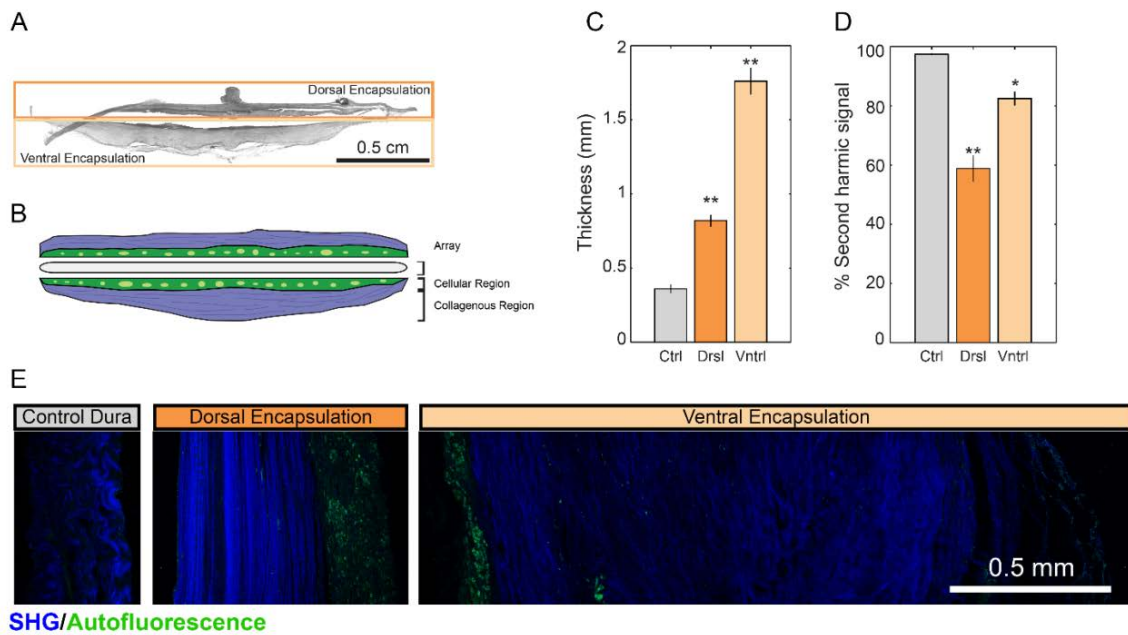 A
Dorsal Encapsulation
Ventral Encapsulation
0.5 cm
B
Array
Cellular Region
Collagenous Region
C
Thickness (mm)
2
1.5
1
0.5
0
**
**
Ctrl Drsl Vntrl
D
% Second harmic signal
100
80
60
40
20
0
**
*
Ctrl Drsl Vntrl
E
Control Dura Dorsal Encapsulation Ventral Encapsulation
0.5 mm
SHG/Autofluorescence